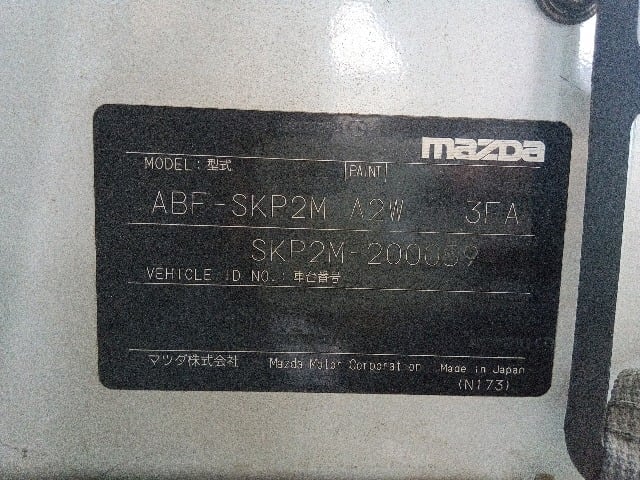 mazda
MODEL : 型式 PAINT
ABF-SKP2M A2W 3FA
SKP2M-200059
VEHICLE ID NO. : 車台番号
マツダ株式会社 Mazda Motor Corporation Made in Japan
(N173)